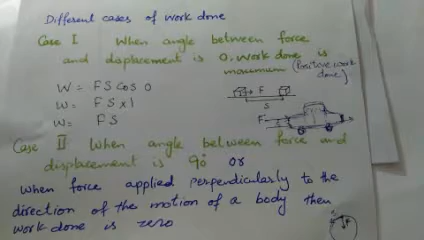 Different cases of work done
Case I When angle between force
and displacement is 0. Work done is
maximum (Positive work
done)
W = FS Cos 0
W = FS x 1
W = FS
F
S
F
Case II When angle between force and
displacement is 90° or
When force applied perpendicularly to the
direction of the motion of a body then
work done is zero